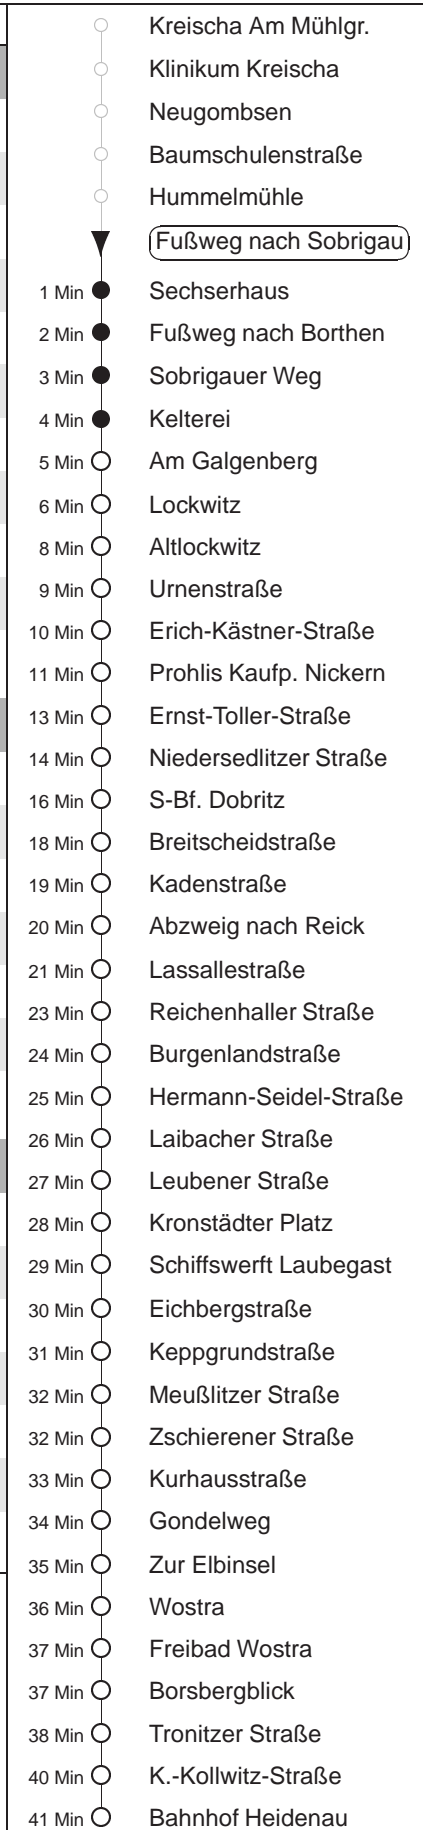 Kreischa Am Mühlgr.
Klinikum Kreischa
Neugombsen
Baumschulenstraße
Hummelmühle
Fußweg nach Sobrigau
1 Min Sechserhaus
2 Min Fußweg nach Borthen
3 Min Sobrigauer Weg
4 Min Kelterei
5 Min Am Galgenberg
6 Min Lockwitz
8 Min Altlockwitz
9 Min Urnenstraße
10 Min Erich-Kästner-Straße
11 Min Prohlis Kaufp. Nickern
13 Min Ernst-Toller-Straße
14 Min Niedersedlitzer Straße
16 Min S-Bf. Dobritz
18 Min Breitscheidstraße
19 Min Kadenstraße
20 Min Abzweig nach Reick
21 Min Lassallestraße
23 Min Reichenhaller Straße
24 Min Burgenlandstraße
25 Min Hermann-Seidel-Straße
26 Min Laibacher Straße
27 Min Leubener Straße
28 Min Kronstädter Platz
29 Min Schiffswerft Laubegast
30 Min Eichbergstraße
31 Min Keppgrundstraße
32 Min Meußlitzer Straße
32 Min Zschierener Straße
33 Min Kurhausstraße
34 Min Gondelweg
35 Min Zur Elbinsel
36 Min Wostra
37 Min Freibad Wostra
37 Min Borsbergblick
38 Min Tronitzer Straße
40 Min K.-Kollwitz-Straße
41 Min Bahnhof Heidenau